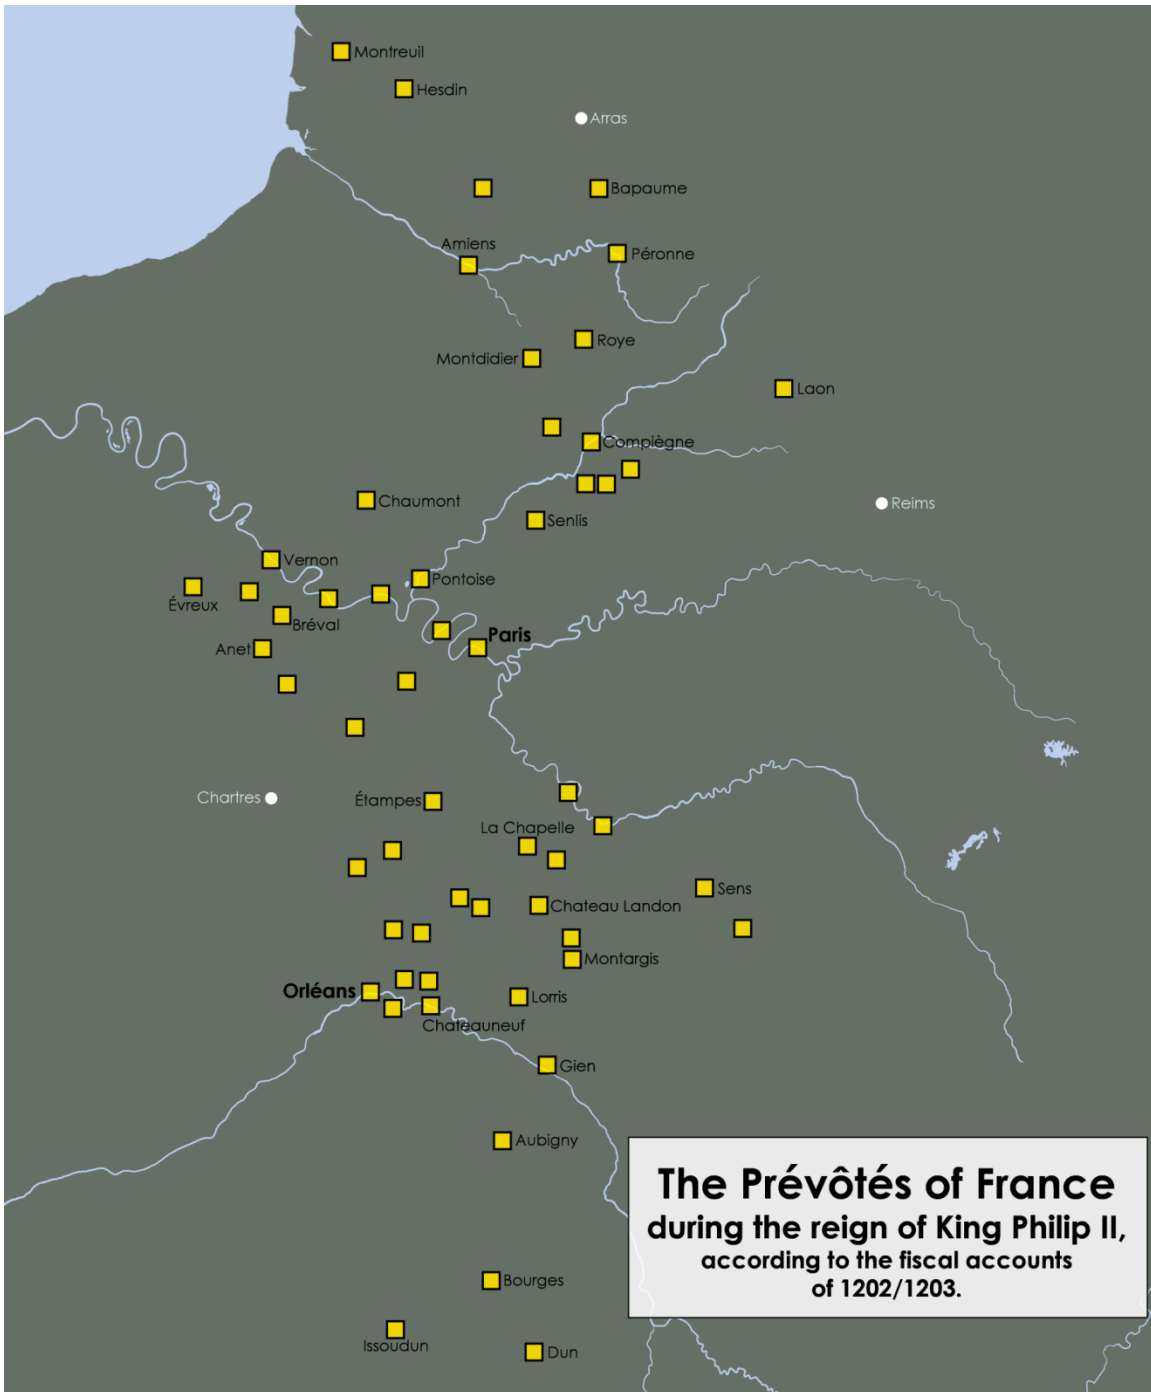 Montreuil
Hesdin
Arras
Bapaume
Amiens
Péronne
Roye
Montdidier
Laon
Compiègne
Chaumont
Reims
Senlis
Vernon
Pontoise
Évreux
Bréval
Paris
Anet
Chartres
Étampes
La Chapelle
Sens
Chateau Landon
Montargis
Orléans
Lorris
Chateauneuf
Gien
Aubigny
The Prévôtés of France
during the reign of King Philip II,
according to the fiscal accounts
of 1202/1203.
Bourges
Issoudun
Dun